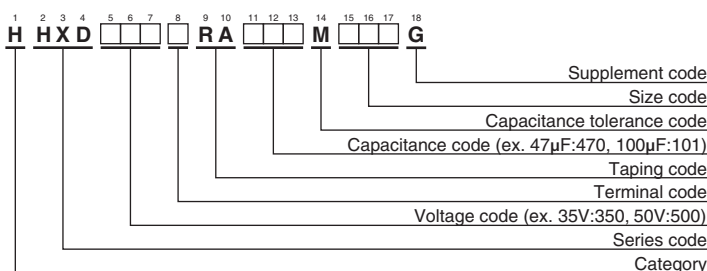 1 2 3 4 5 6 7 8 9 10 11 12 13 14 15 16 17 18
H HXD □□□ □ RA □□□ M □□□ G
Supplement code
Size code
Capacitance tolerance code
Capacitance code (ex. 47µF:470, 100µF:101)
Taping code
Terminal code
Voltage code (ex. 35V:350, 50V:500)
Series code
Category